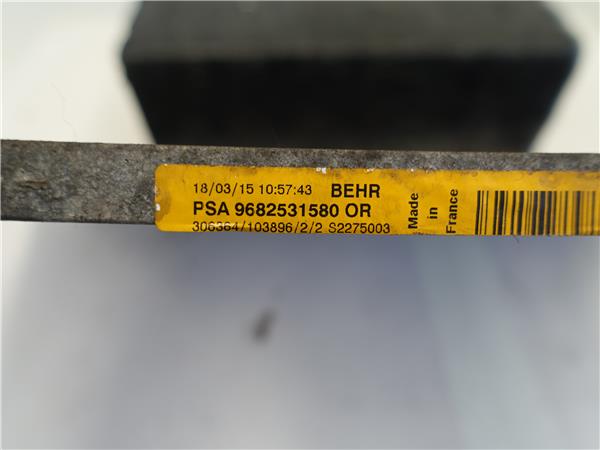 18/03/15 10:57:43 BEHR
PSA 9682531580 OR
306364/103896/2/2 S2275003
Made
in
France